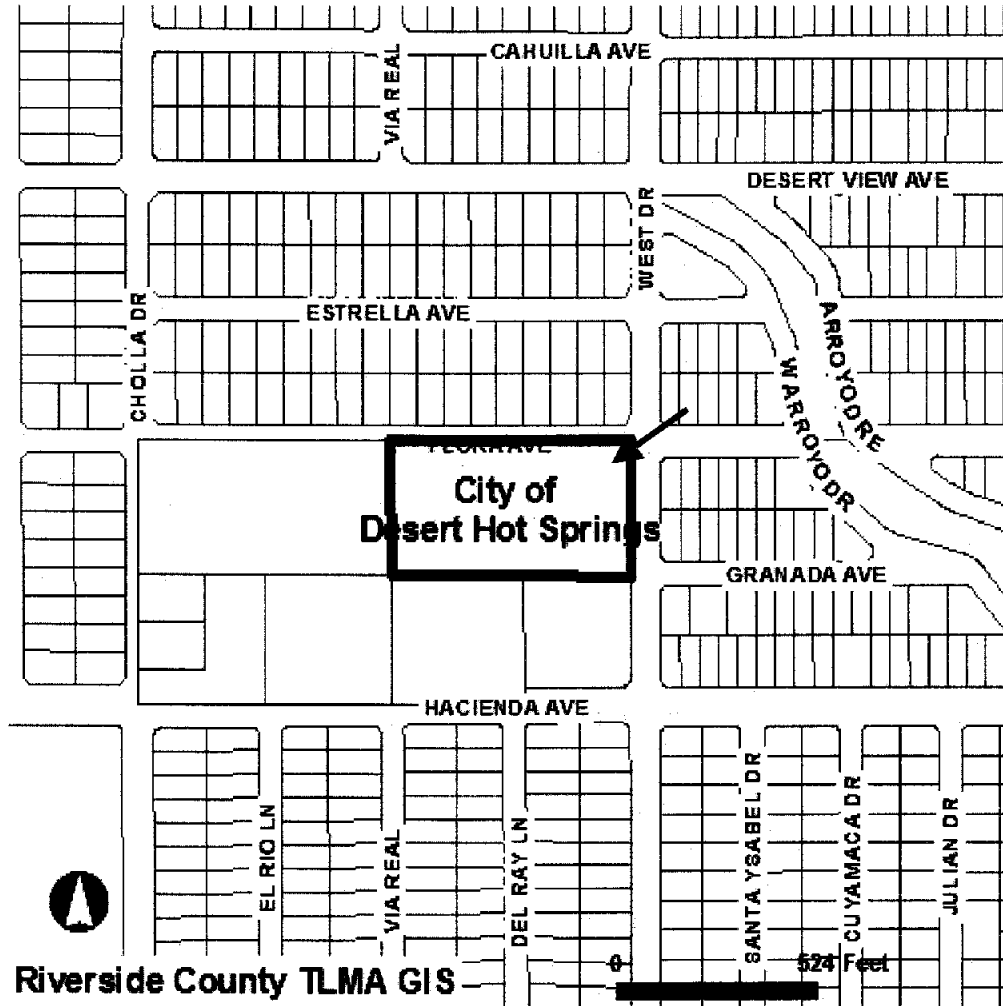 CAHUILLA AVE
VIA REAL
DESERT VIEW AVE
WEST DR
CHOLLA DR
ESTRELLA AVE
ARROYO DR E
W ARROYO DR
FLORA AVE
City of
Desert Hot Springs
GRANADA AVE
HACIENDA AVE
EL RIO LN
VIA REAL
DEL RAY LN
SANTA YSABEL DR
CUYAMACA DR
JULIAN DR
Riverside County TLMA GIS
0
524 Feet